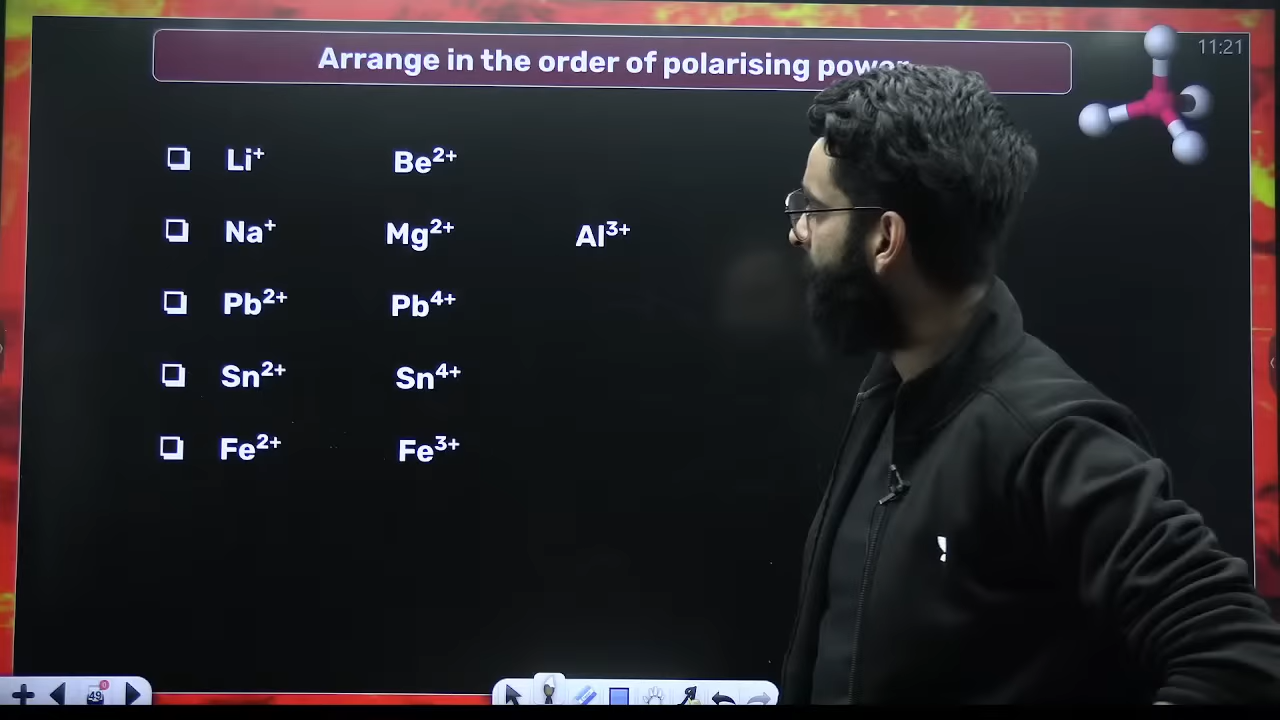 Arrange in the order of polarising power
11:21
Li⁺ Be²⁺
Na⁺ Mg²⁺ Al³⁺
Pb²⁺ Pb⁴⁺
Sn²⁺ Sn⁴⁺
Fe²⁺ Fe³⁺
49